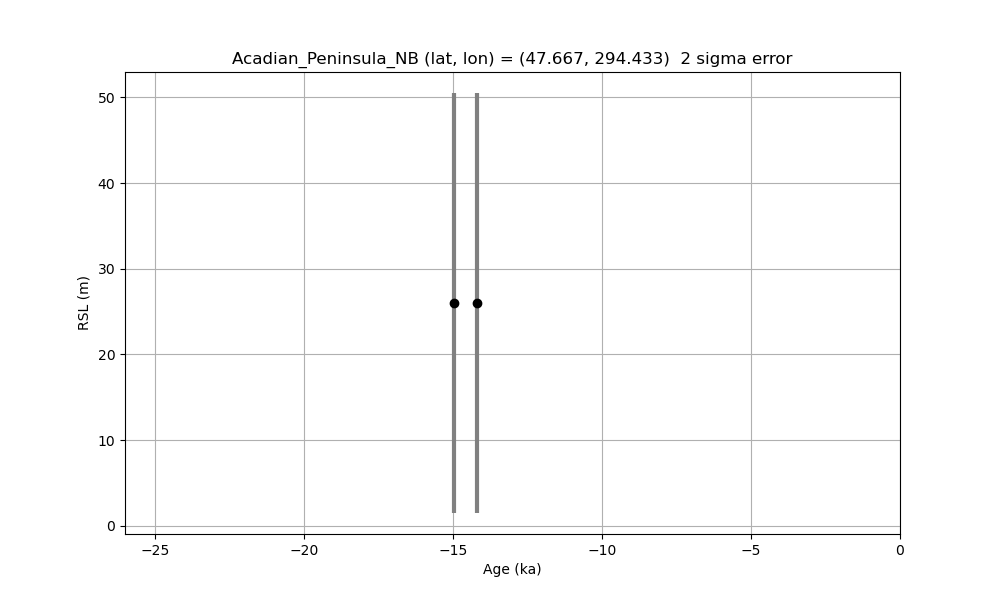 Acadian_Peninsula_NB (lat, lon) = (47.667, 294.433)  2 sigma error
50
40
30
20
10
0
RSL (m)
−25 −20 −15 −10 −5 0
Age (ka)